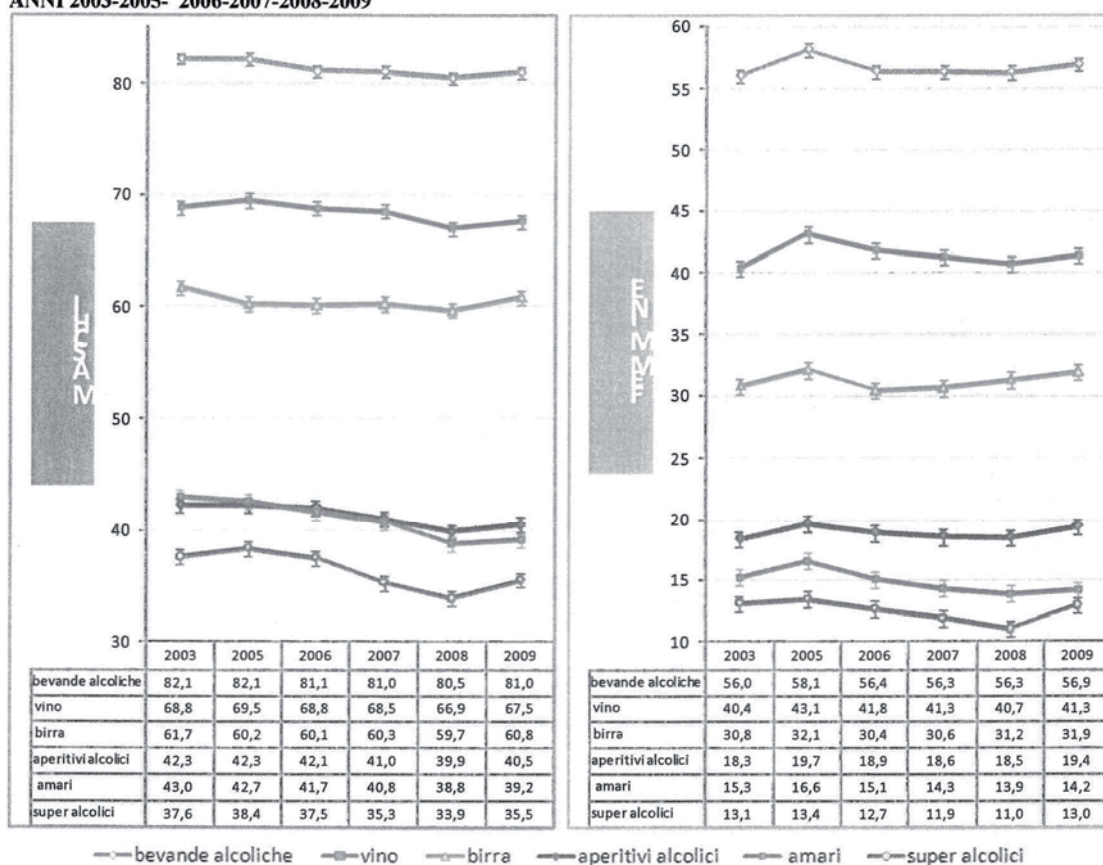 ANNI 2003-2005- 2006-2007-2008-2009
80
70
60
50
40
30
MASCHI
2003 2005 2006 2007 2008 2009
bevande alcoliche 82,1 82,1 81,1 81,0 80,5 81,0
vino 68,8 69,5 68,8 68,5 66,9 67,5
birra 61,7 60,2 60,1 60,3 59,7 60,8
aperitivi alcolici 42,3 42,3 42,1 41,0 39,9 40,5
amari 43,0 42,7 41,7 40,8 38,8 39,2
super alcolici 37,6 38,4 37,5 35,3 33,9 35,5
60
55
50
45
40
35
30
25
20
15
10
FEMMINE
2003 2005 2006 2007 2008 2009
bevande alcoliche 56,0 58,1 56,4 56,3 56,3 56,9
vino 40,4 43,1 41,8 41,3 40,7 41,3
birra 30,8 32,1 30,4 30,6 31,2 31,9
aperitivi alcolici 18,3 19,7 18,9 18,6 18,5 19,4
amari 15,3 16,6 15,1 14,3 13,9 14,2
super alcolici 13,1 13,4 12,7 11,9 11,0 13,0
bevande alcoliche vino birra aperitivi alcolici amari super alcolici